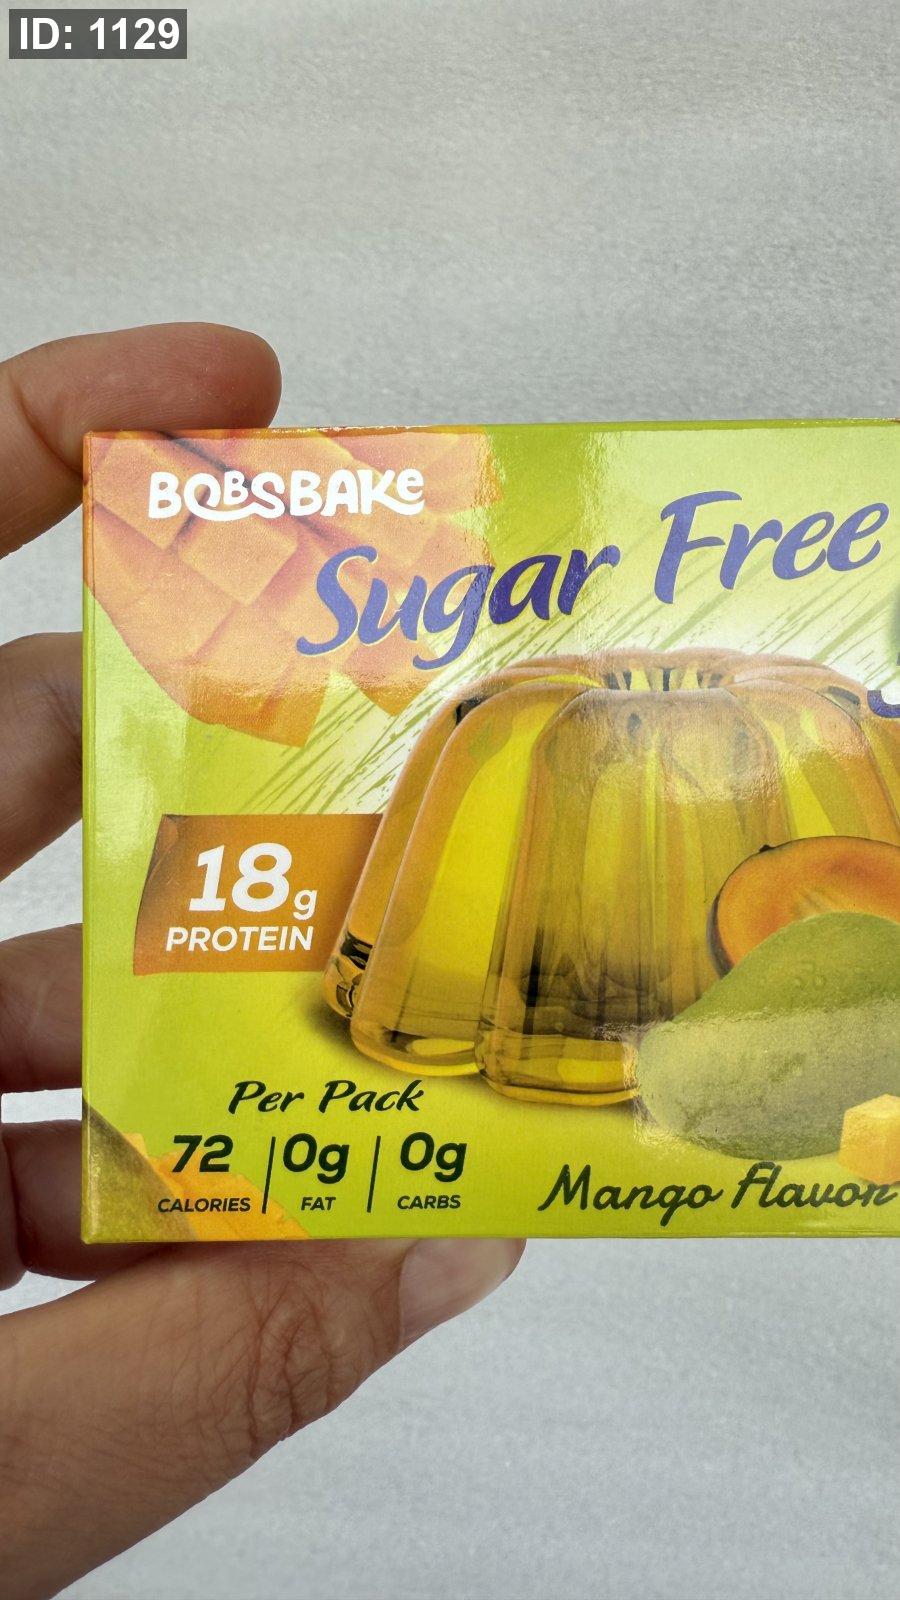 ID: 1129
BOBSBAKE
Sugar Free
18g
PROTEIN
Per Pack
72 | 0g | 0g
CALORIES FAT CARBS
Mango Flavor